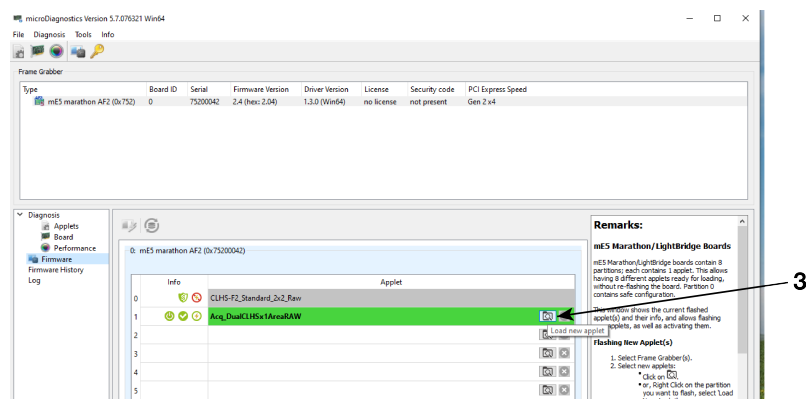 microDiagnostics Version 5.7.076321 Win64
File Diagnosis Tools Info
Frame Grabber
Type Board ID Serial Firmware Version Driver Version License Security code PCI Express Speed
mE5 marathon AF2 (0x752) 0 75200042 2.4 (hex: 2.04) 1.3.0 (Win64) no license not present Gen 2 x4
Diagnosis
Applets
Board
Performance
Firmware
Firmware History
Log
0: mE5 marathon AF2 (0x75200042)
Info Applet
0 CLHS-F2_Standard_2x2_Raw
1 Acq_DualCLHSx1AreaRAW
2
3
4
5
Load new applet
3
Remarks:
mE5 Marathon/LightBridge Boards
mE5 Marathon/LightBridge boards contain 8
partitions; each contains 1 applet. This allows
having 8 different applets ready for loading,
without re-flashing the board. Partition 0
contains safe configuration.
This window shows the current flashed
applet(s) and their info, and allows flashing
applets, as well as activating them.
Flashing New Applet(s)
1. Select Frame Grabber(s).
2. Select new applets:
• Click on
• or, Right Click on the partition
you want to flash, select 'Load